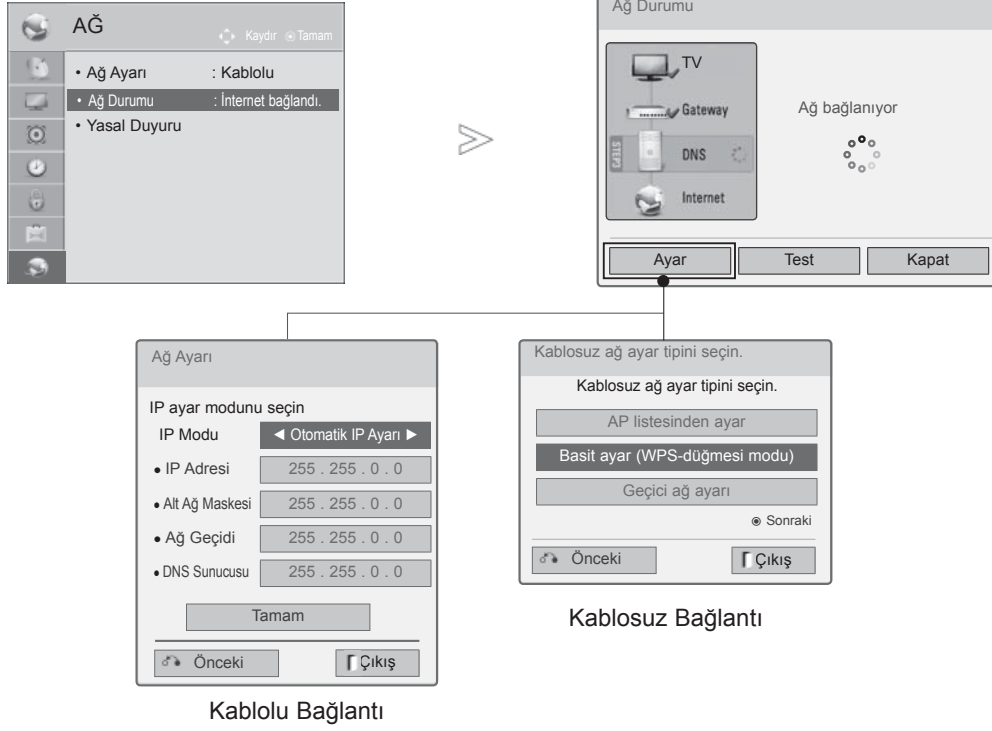 AĞ
Kaydır Tamam
• Ağ Ayarı : Kablolu
• Ağ Durumu : İnternet bağlandı.
• Yasal Duyuru
Ağ Durumu
TV
Gateway
STEP3
DNS
Internet
Ağ bağlanıyor
Ayar
Test
Kapat
Ağ Ayarı
IP ayar modunu seçin
IP Modu ◄ Otomatik IP Ayarı ►
• IP Adresi 255 . 255 . 0 . 0
• Alt Ağ Maskesi 255 . 255 . 0 . 0
• Ağ Geçidi 255 . 255 . 0 . 0
• DNS Sunucusu 255 . 255 . 0 . 0
Tamam
Önceki
Çıkış
Kablolu Bağlantı
Kablosuz ağ ayar tipini seçin.
Kablosuz ağ ayar tipini seçin.
AP listesinden ayar
Basit ayar (WPS-düğmesi modu)
Geçici ağ ayarı
◉ Sonraki
Önceki
Çıkış
Kablosuz Bağlantı